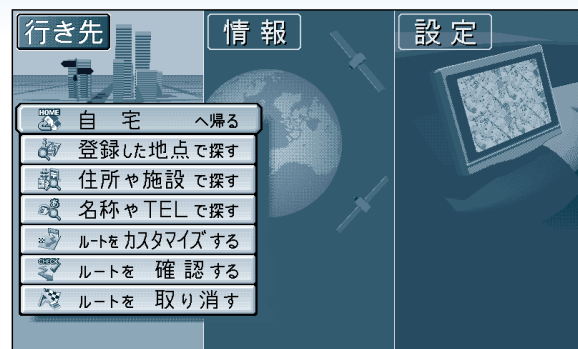 行き先 情報 設定
HOME 自宅 へ帰る
登録した地点で探す
住所や施設で探す
名称やTELで探す
ルートをカスタマイズする
CHECK ルートを 確認する
ルートを 取り消す